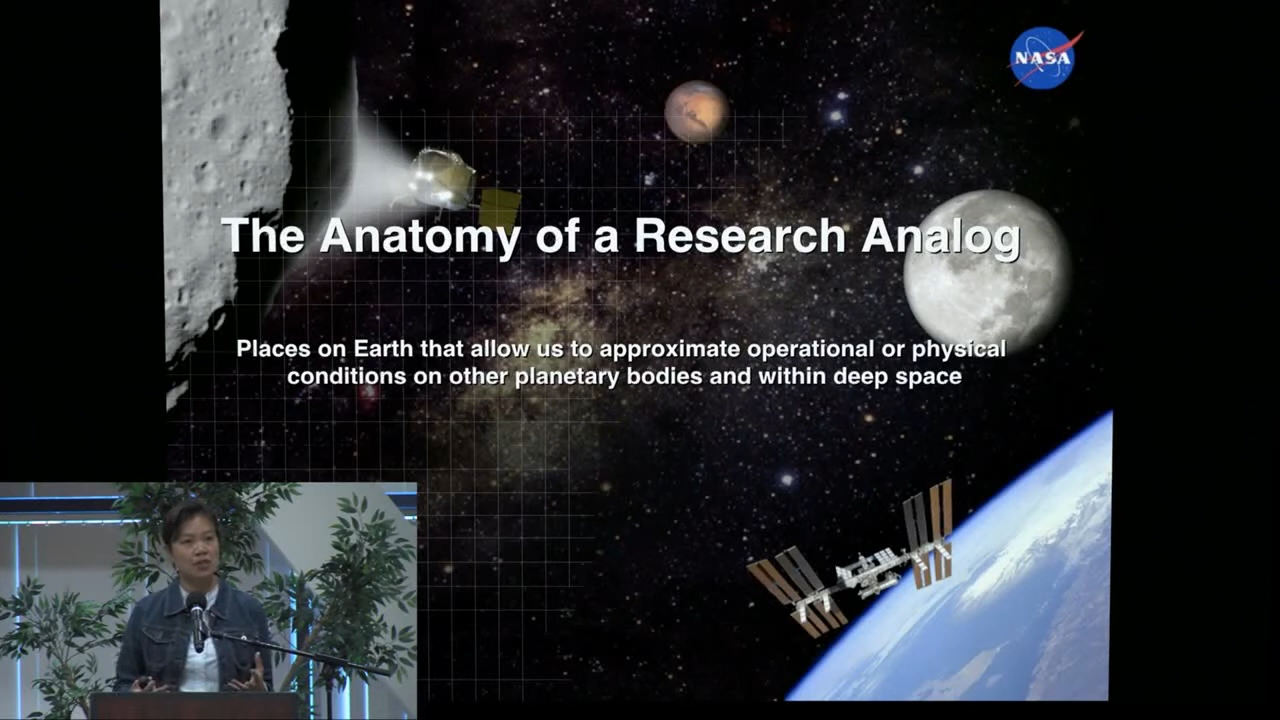 NASA
The Anatomy of a Research Analog
Places on Earth that allow us to approximate operational or physical
conditions on other planetary bodies and within deep space